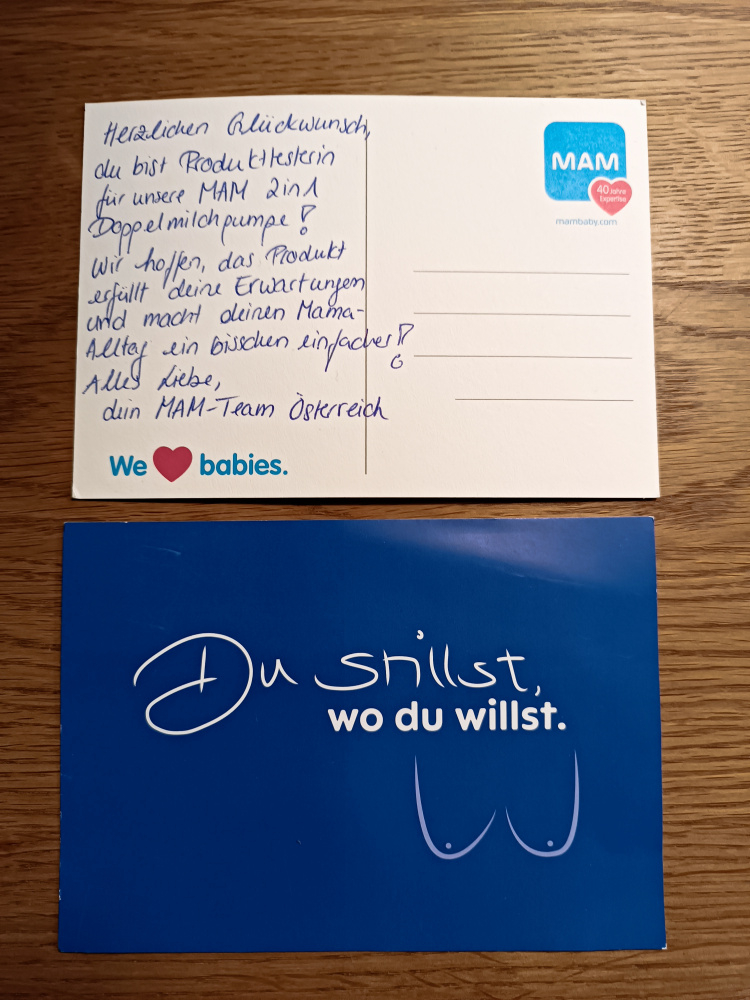 Herzlichen Glückwunsch,
du bist Produkttesterin
für unsere MAM 2in1
Doppelmilchpumpe!
Wir hoffen, das Produkt
erfüllt deine Erwartungen
und macht deinen Mama-
Alltag ein bisschen einfacher!
Alles Liebe,
dein MAM-Team Österreich
We ❤ babies.
MAM
40 Jahre
Expertise
mambaby.com
Du stillst,
wo du willst.